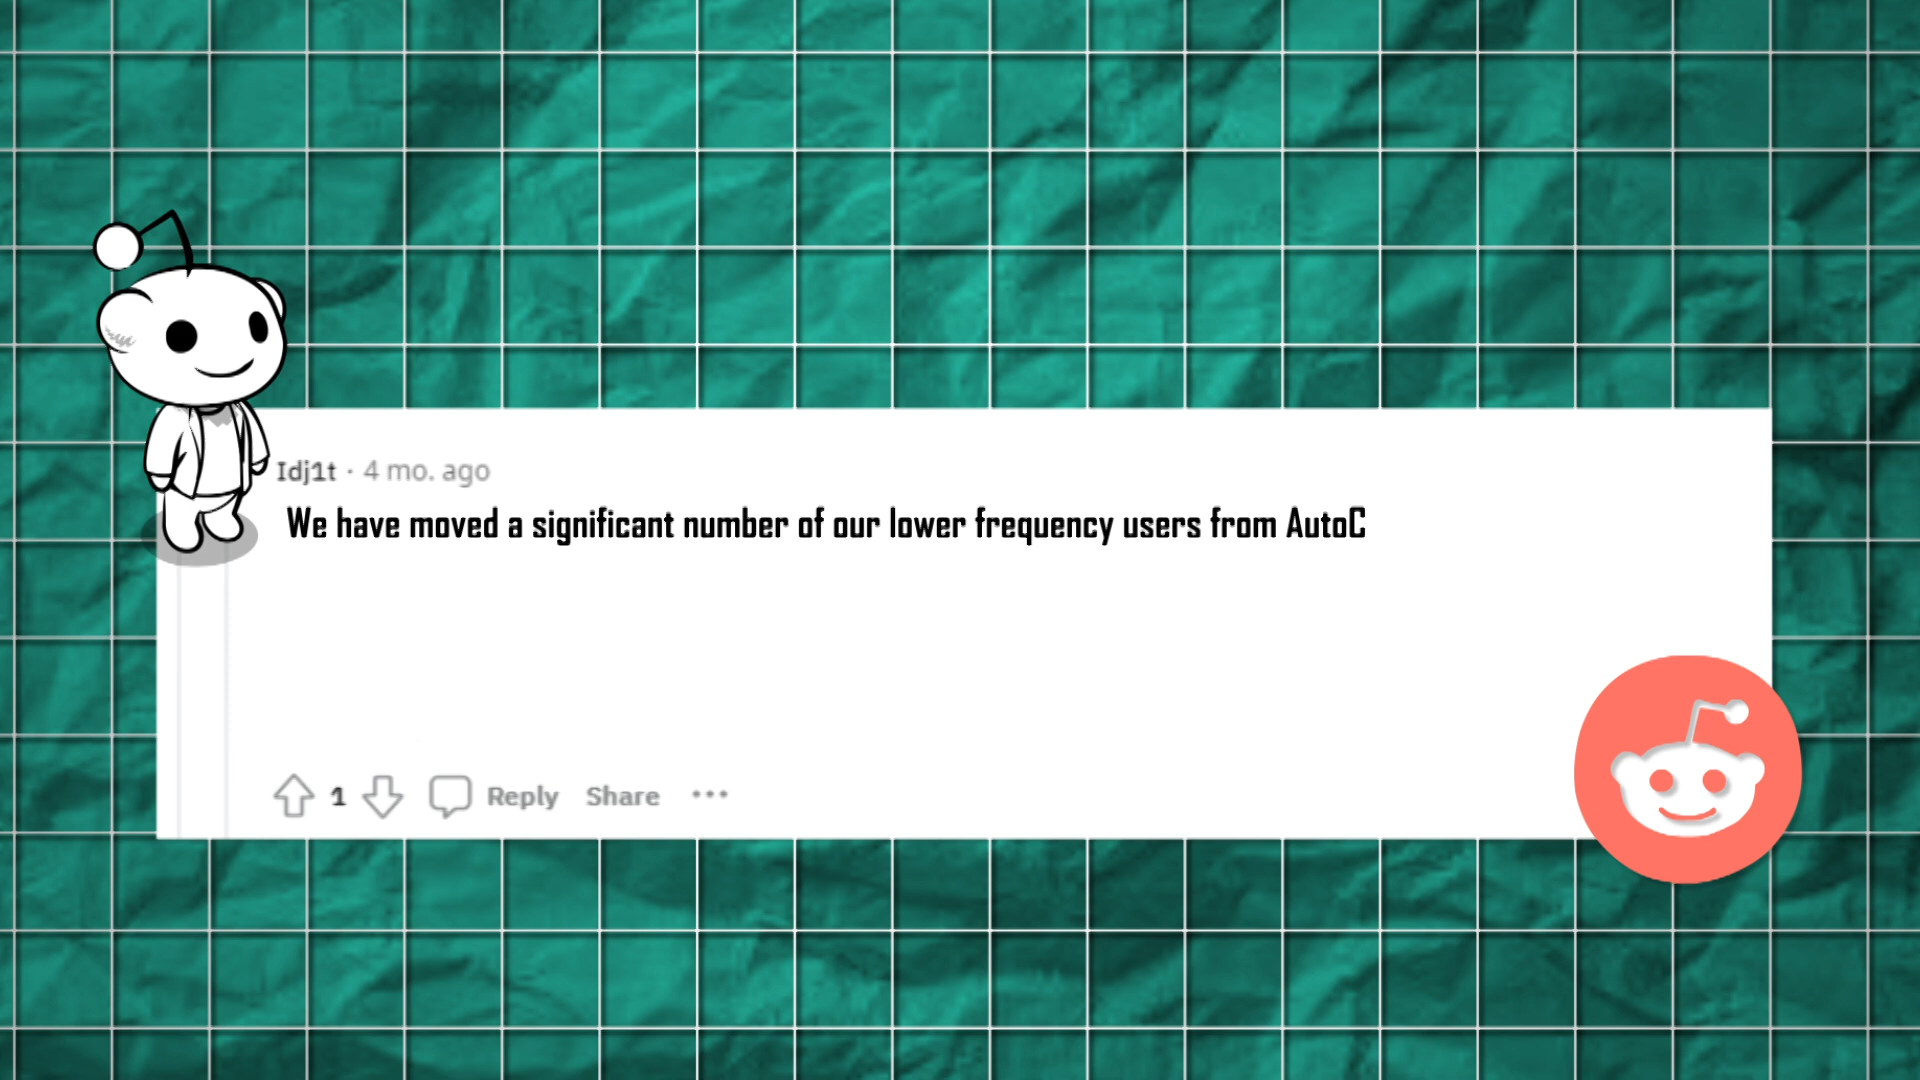 Idj1t · 4 mo. ago
We have moved a significant number of our lower frequency users from AutoC
1 Reply Share ···